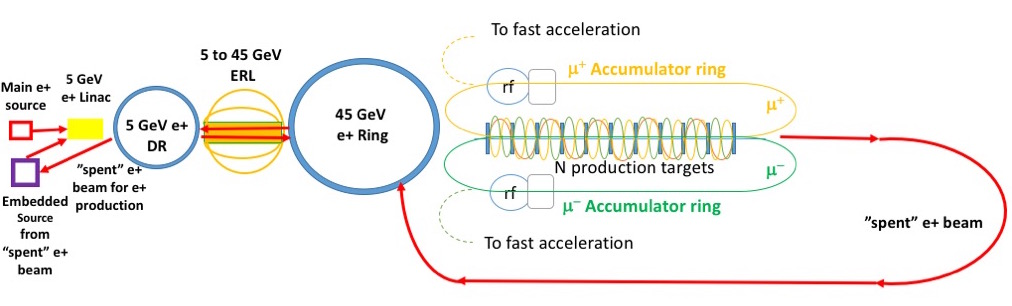 Main e+
source
5 GeV
e+ Linac
5 GeV e+
DR
"spent" e+
beam for e+
production
Embedded
Source
from
“spent” e+
beam
5 to 45 GeV
ERL
45 GeV
e+ Ring
To fast acceleration
rf
μ+ Accumulator ring
μ+
N production targets
μ−
rf
μ− Accumulator ring
To fast acceleration
”spent” e+ beam